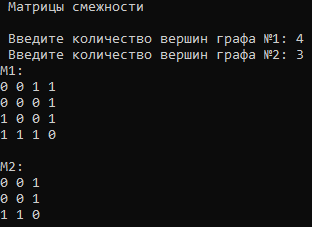 Матрицы смежности
Введите количество вершин графа №1: 4
Введите количество вершин графа №2: 3
M1:
0 0 1 1
0 0 0 1
1 0 0 1
1 1 1 0
M2:
0 0 1
0 0 1
1 1 0